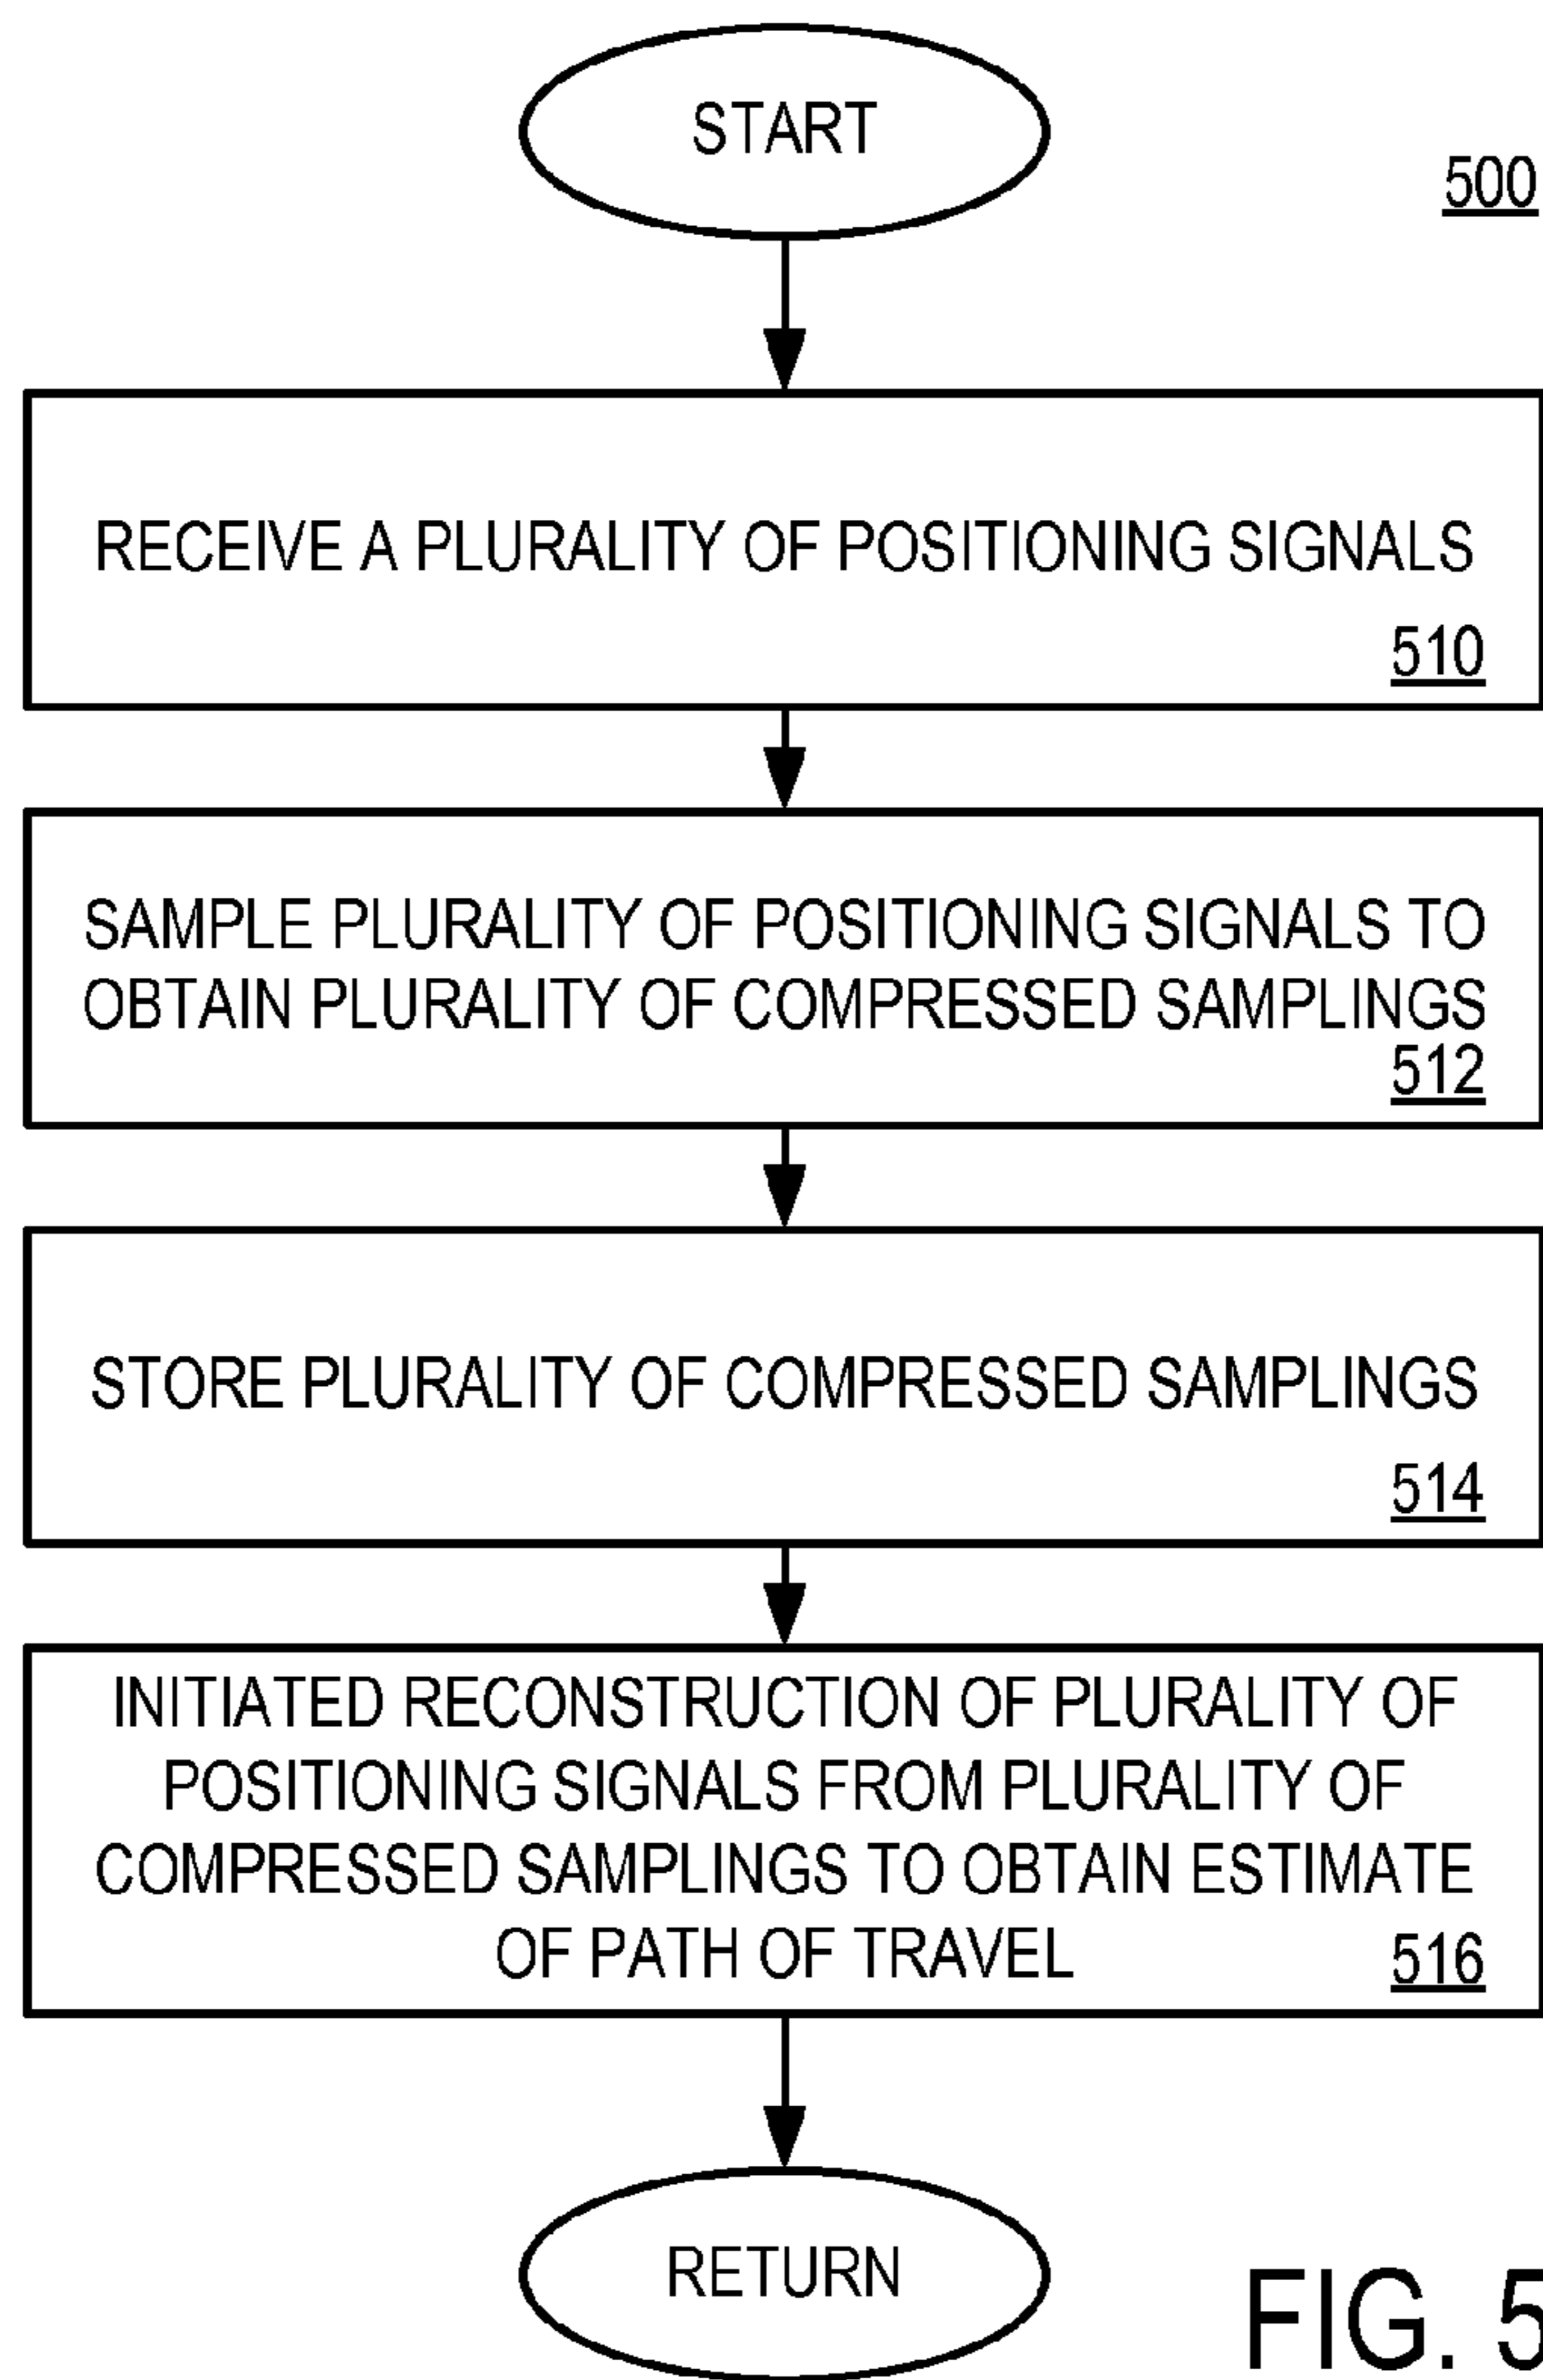 START
500
RECEIVE A PLURALITY OF POSITIONING SIGNALS
510
SAMPLE PLURALITY OF POSITIONING SIGNALS TO
OBTAIN PLURALITY OF COMPRESSED SAMPLINGS
512
STORE PLURALITY OF COMPRESSED SAMPLINGS
514
INITIATED RECONSTRUCTION OF PLURALITY OF
POSITIONING SIGNALS FROM PLURALITY OF
COMPRESSED SAMPLINGS TO OBTAIN ESTIMATE
OF PATH OF TRAVEL
516
RETURN
FIG. 5